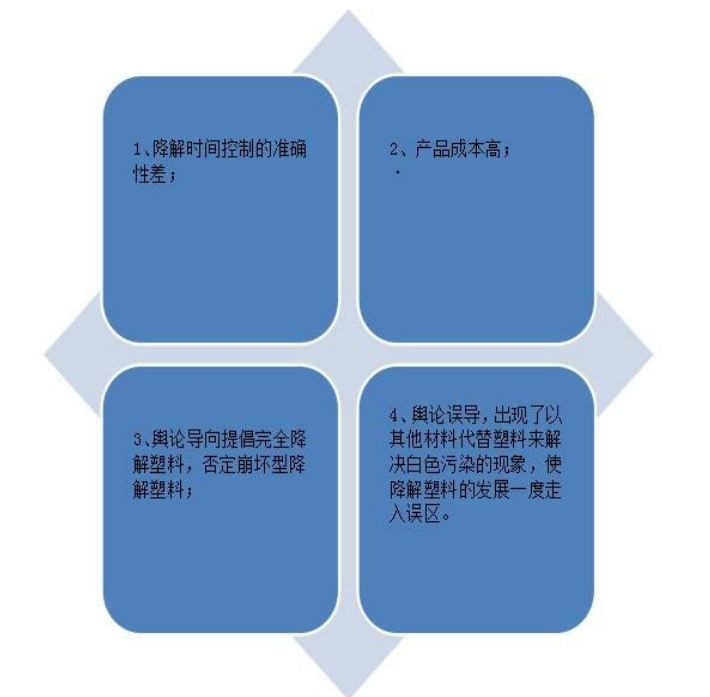 1、降解时间控制的准确
性差；
2、产品成本高；
.
3、舆论导向提倡完全降
解塑料，否定崩坏型降
解塑料；
4、舆论误导，出现了以
其他材料代替塑料来解
决白色污染的现象，使
降解塑料的发展一度走
入误区。